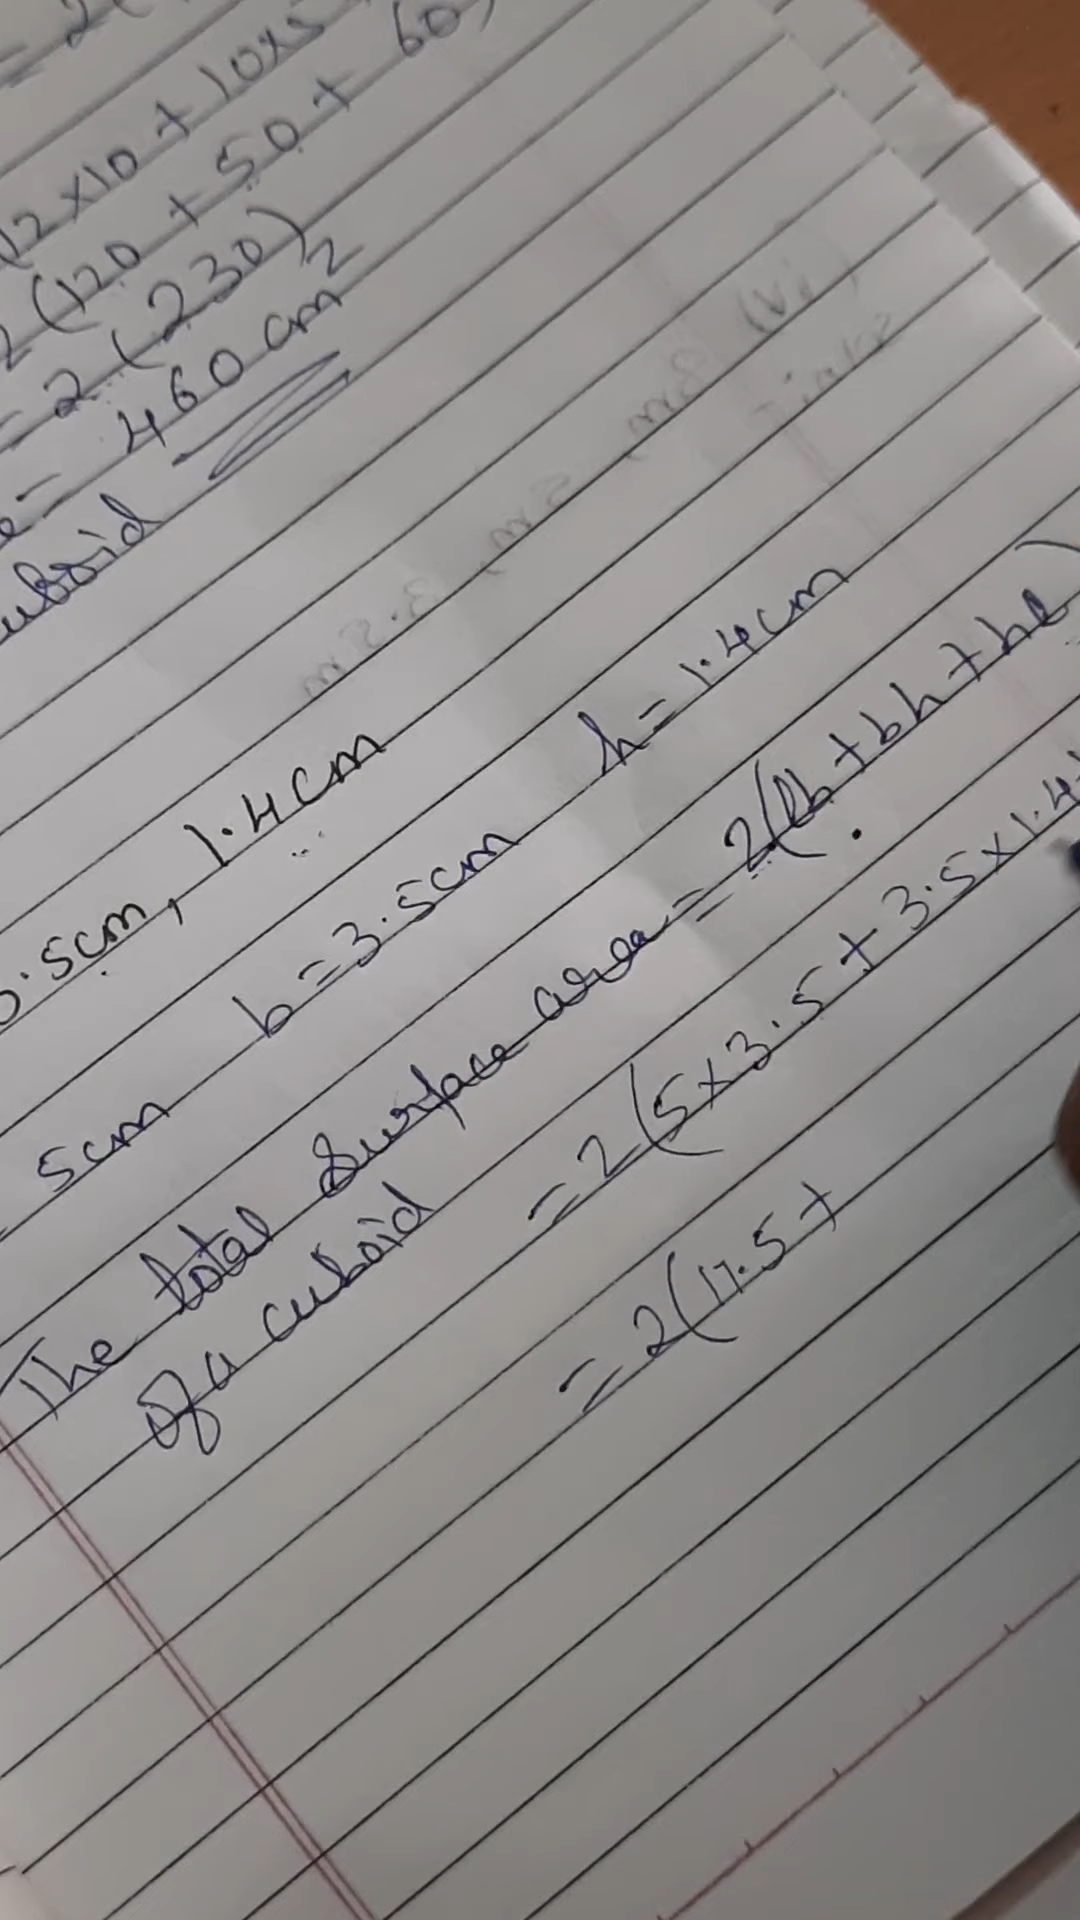 = 2(
12×10 + 10×5
2(120 + 50 + 60)
= 2(230)
= 460 cm²
uboid
.5cm, 1.4cm
5cm b=3.5cm h=1.4cm
The total surface area = 2(lb+bh+hl)
of a cuboid = 2(5×3.5+3.5×1.4+
= 2(17.5+